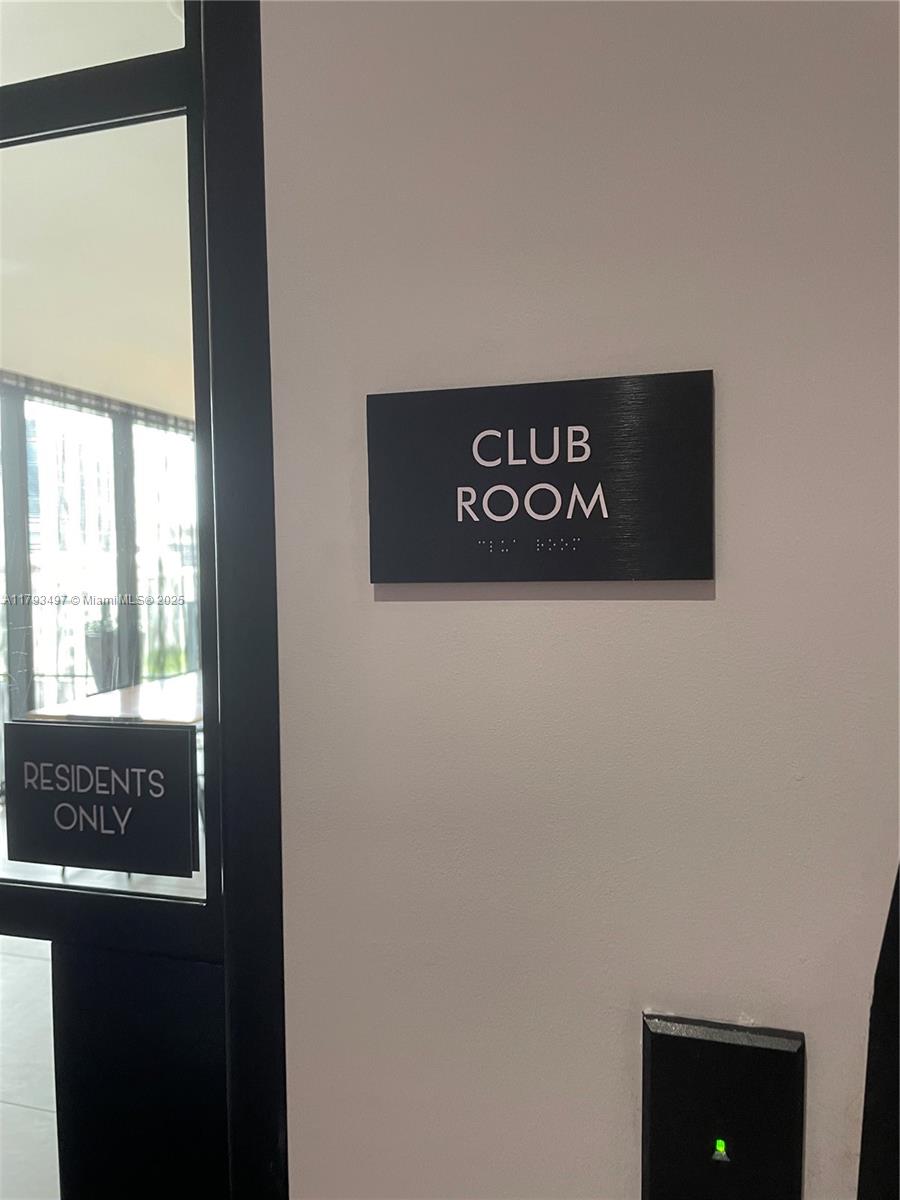 CLUB
ROOM
A11793497 © MiamiMLS® 2025
RESIDENTS
ONLY